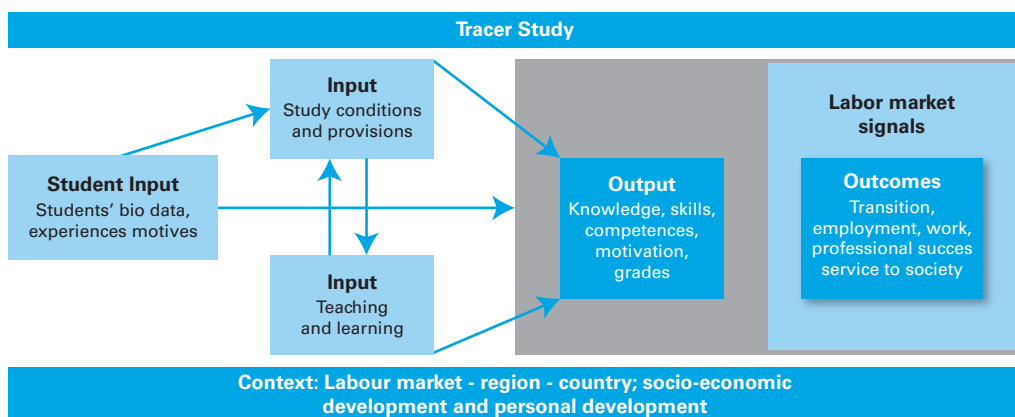 Tracer Study
Input
Study conditions
and provisions
Student Input
Students’ bio data,
experiences motives
Input
Teaching
and learning
Output
Knowledge, skills,
competences,
motivation,
grades
Labor market
signals
Outcomes
Transition,
employment, work,
professional succes
service to society
Context: Labour market - region - country; socio-economic
development and personal development